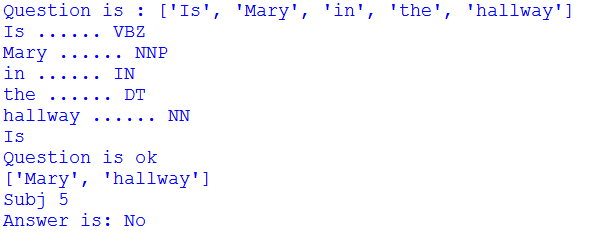 Question is : ['Is', 'Mary', 'in', 'the', 'hallway']
Is ...... VBZ
Mary ...... NNP
in ...... IN
the ...... DT
hallway ...... NN
Is
Question is ok
['Mary', 'hallway']
Subj 5
Answer is: No